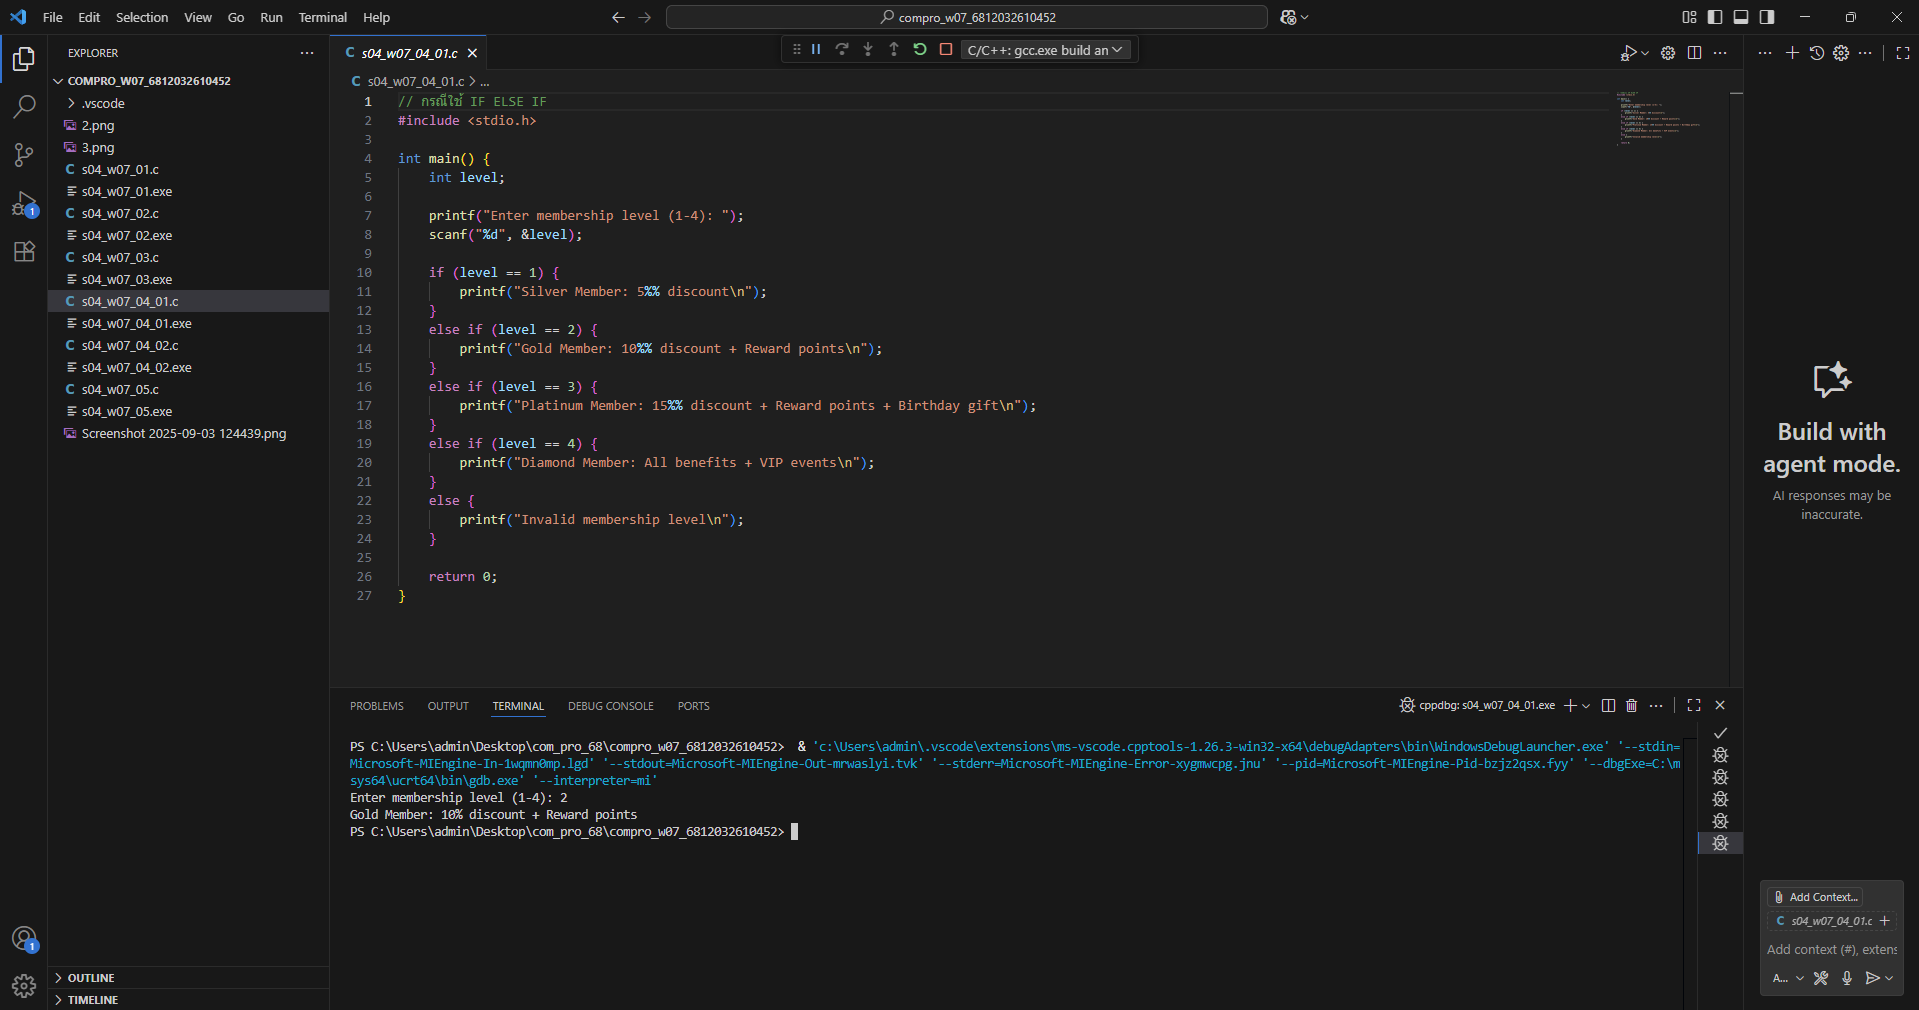 File Edit Selection View Go Run Terminal Help
compro_w07_6812032610452
EXPLORER
COMPRO_W07_6812032610452
.vscode
2.png
3.png
s04_w07_01.c
s04_w07_01.exe
s04_w07_02.c
s04_w07_02.exe
s04_w07_03.c
s04_w07_03.exe
s04_w07_04_01.c
s04_w07_04_01.exe
s04_w07_04_02.c
s04_w07_04_02.exe
s04_w07_05.c
s04_w07_05.exe
Screenshot 2025-09-03 124439.png
OUTLINE
TIMELINE
1
1
C s04_w07_04_01.c
C/C++: gcc.exe build an
C s04_w07_04_01.c > ...
1 // กรณีใช้ IF ELSE IF
2 #include <stdio.h>
3
4 int main() {
5 int level;
6
7 printf("Enter membership level (1-4): ");
8 scanf("%d", &level);
9
10 if (level == 1) {
11 printf("Silver Member: 5%% discount\n");
12 }
13 else if (level == 2) {
14 printf("Gold Member: 10%% discount + Reward points\n");
15 }
16 else if (level == 3) {
17 printf("Platinum Member: 15%% discount + Reward points + Birthday gift\n");
18 }
19 else if (level == 4) {
20 printf("Diamond Member: All benefits + VIP events\n");
21 }
22 else {
23 printf("Invalid membership level\n");
24 }
25
26 return 0;
27 }
PROBLEMS OUTPUT TERMINAL DEBUG CONSOLE PORTS
cppdbg: s04_w07_04_01.exe
PS C:\Users\admin\Desktop\com_pro_68\compro_w07_6812032610452> & 'c:\Users\admin\.vscode\extensions\ms-vscode.cpptools-1.26.3-win32-x64\debugAdapters\bin\WindowsDebugLauncher.exe' '--stdin=
Microsoft-MIEngine-In-1wqmn0mp.lgd' '--stdout=Microsoft-MIEngine-Out-mrwaslyi.tvk' '--stderr=Microsoft-MIEngine-Error-xygmwcpg.jnu' '--pid=Microsoft-MIEngine-Pid-bzjz2qsx.fyy' '--dbgExe=C:\m
sys64\ucrt64\bin\gdb.exe' '--interpreter=mi'
Enter membership level (1-4): 2
Gold Member: 10% discount + Reward points
PS C:\Users\admin\Desktop\com_pro_68\compro_w07_6812032610452>
Build with
agent mode.
AI responses may be
inaccurate.
Add Context...
C s04_w07_04_01.c
Add context (#), extens
A...